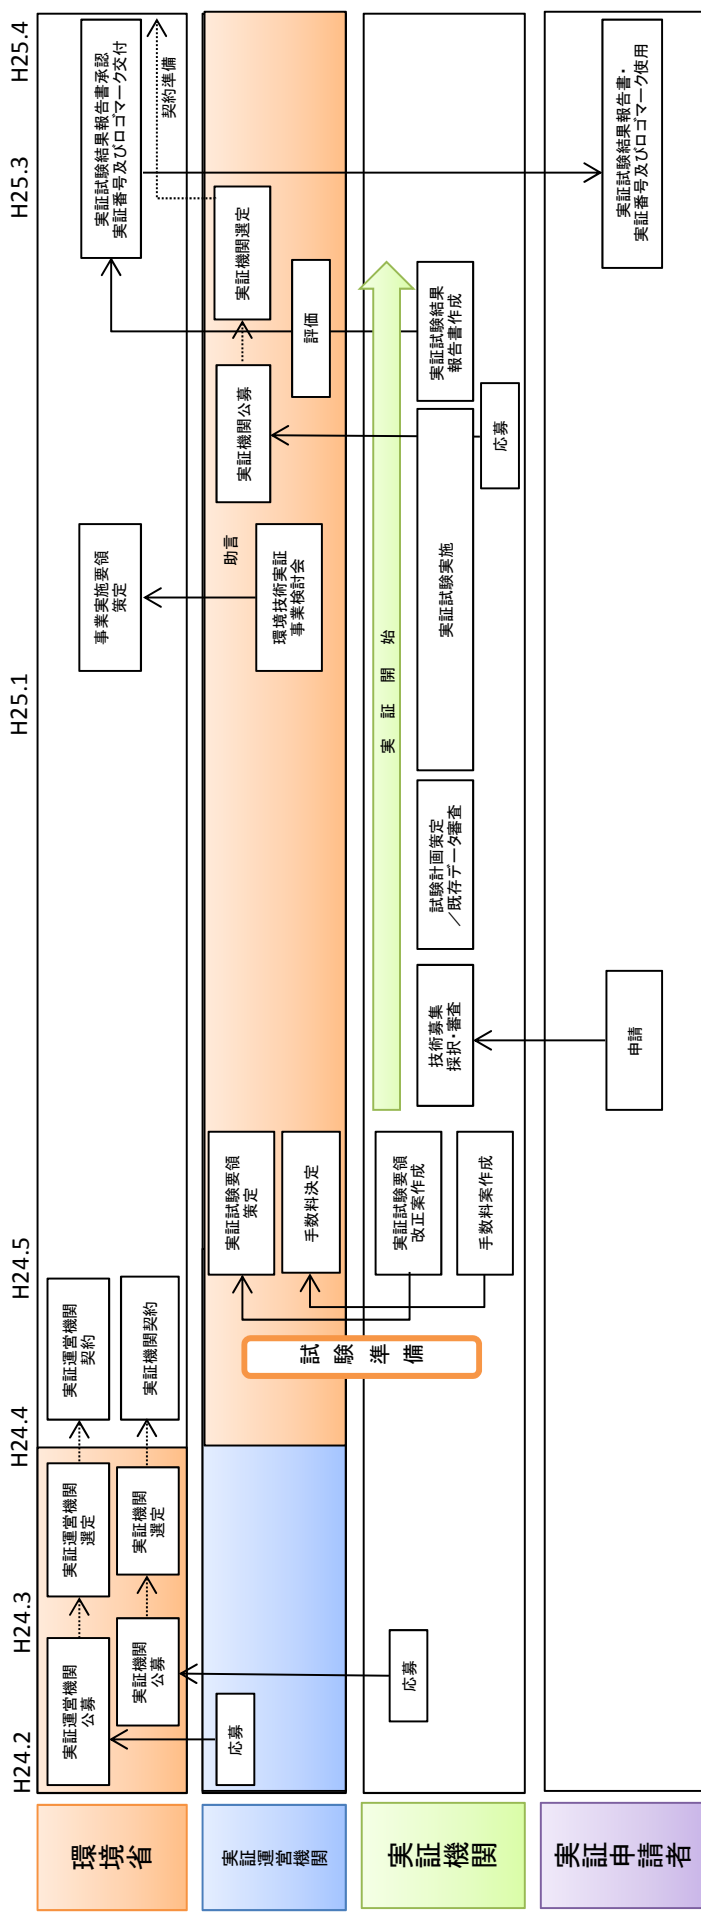 H24.2
H24.3
H24.4
H24.5
H25.1
H25.3
H25.4
環境省
実証運営機関
公募
実証運営機関
選定
実証運営機関
契約
実証機関
公募
実証機関
選定
実証機関契約
事業実施要領
策定
実証試験結果報告書承認
実証番号及びロゴマーク交付
契約準備
実証運営機関
応募
実証試験要領
策定
手数料決定
助言
環境技術実証
事業検討会
実証機関公募
実証機関選定
評価
試験準備
実証機関
応募
実証試験要領
改正案作成
手数料案作成
実証開始
技術募集
採択・審査
試験計画策定
／既存データ審査
実証試験実施
実証試験結果
報告書作成
応募
実証申請者
申請
実証試験結果報告書・
実証番号及びロゴマーク使用